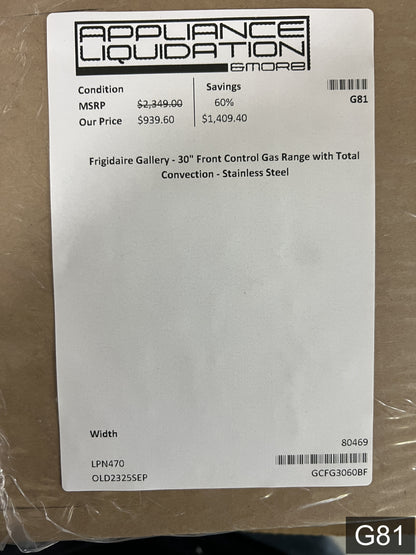 APPLIANCE
LIQUIDATION
& MORE
Condition
Savings
MSRP $2,349.00 60%
G81
Our Price $939.60 $1,409.40
Frigidaire Gallery - 30" Front Control Gas Range with Total
Convection - Stainless Steel
Width
80469
LPN470
OLD2325SEP
GCFG3060BF
G81